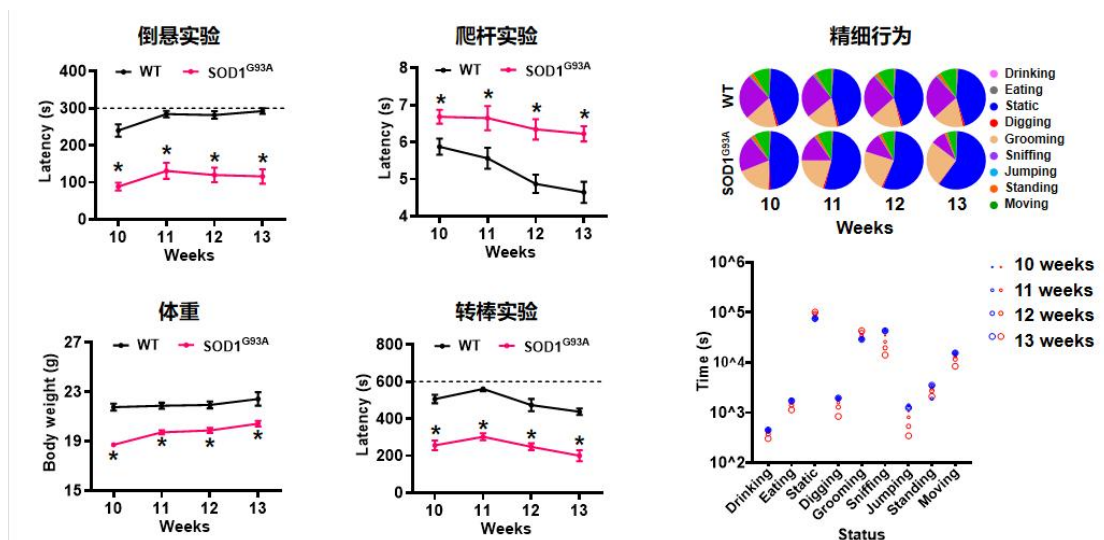 倒悬实验
WT SOD1G93A
Latency (s)
400
300
200
100
0
10 11 12 13
Weeks
爬杆实验
WT SOD1G93A
Latency (s)
8
7
6
5
4
* * * *
10 11 12 13
Weeks
精细行为
WT
SOD1G93A
10 11 12 13
Weeks
Drinking
Eating
Static
Digging
Grooming
Sniffing
Jumping
Standing
Moving
体重
WT SOD1G93A
Body weight (g)
27
23
19
15
* * * *
10 11 12 13
Weeks
转棒实验
WT SOD1G93A
Latency (s)
800
600
400
200
0
* * * *
10 11 12 13
Weeks
10 weeks
11 weeks
12 weeks
13 weeks
Time (s)
10^6
10^5
10^4
10^3
10^2
Drinking
Eating
Static
Digging
Grooming
Sniffing
Jumping
Standing
Moving
Status